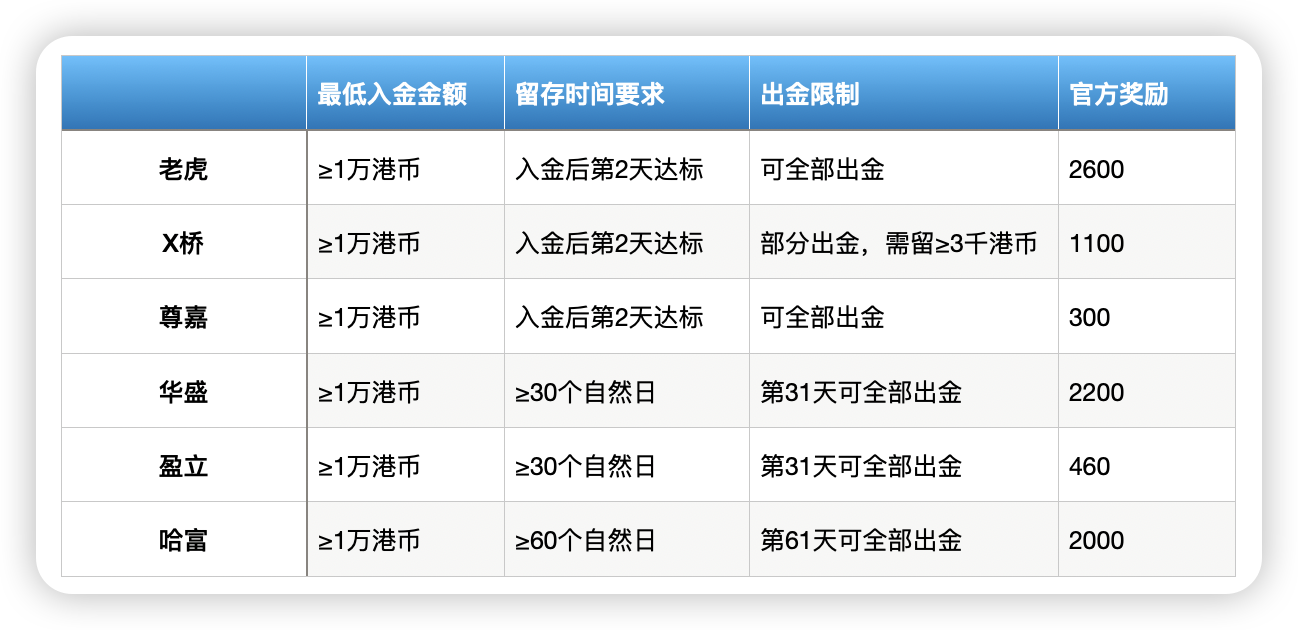 最低入金金额 留存时间要求 出金限制 官方奖励
老虎 ≥1万港币 入金后第2天达标 可全部出金 2600
X桥 ≥1万港币 入金后第2天达标 部分出金，需留≥3千港币 1100
尊嘉 ≥1万港币 入金后第2天达标 可全部出金 300
华盛 ≥1万港币 ≥30个自然日 第31天可全部出金 2200
盈立 ≥1万港币 ≥30个自然日 第31天可全部出金 460
哈富 ≥1万港币 ≥60个自然日 第61天可全部出金 2000